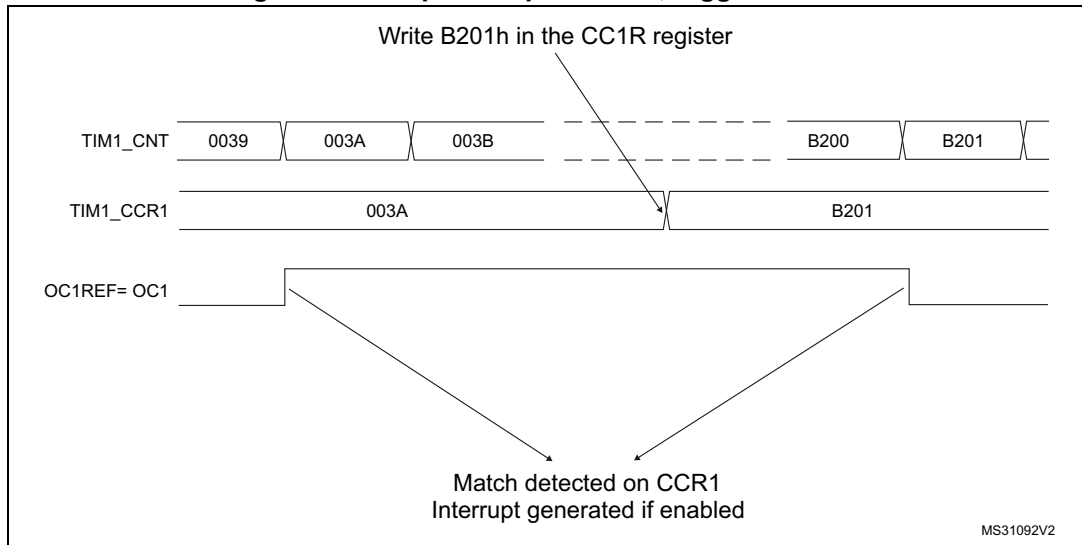 Write B201h in the CC1R register
TIM1_CNT 0039 003A 003B B200 B201
TIM1_CCR1 003A B201
OC1REF= OC1
Match detected on CCR1
Interrupt generated if enabled
MS31092V2